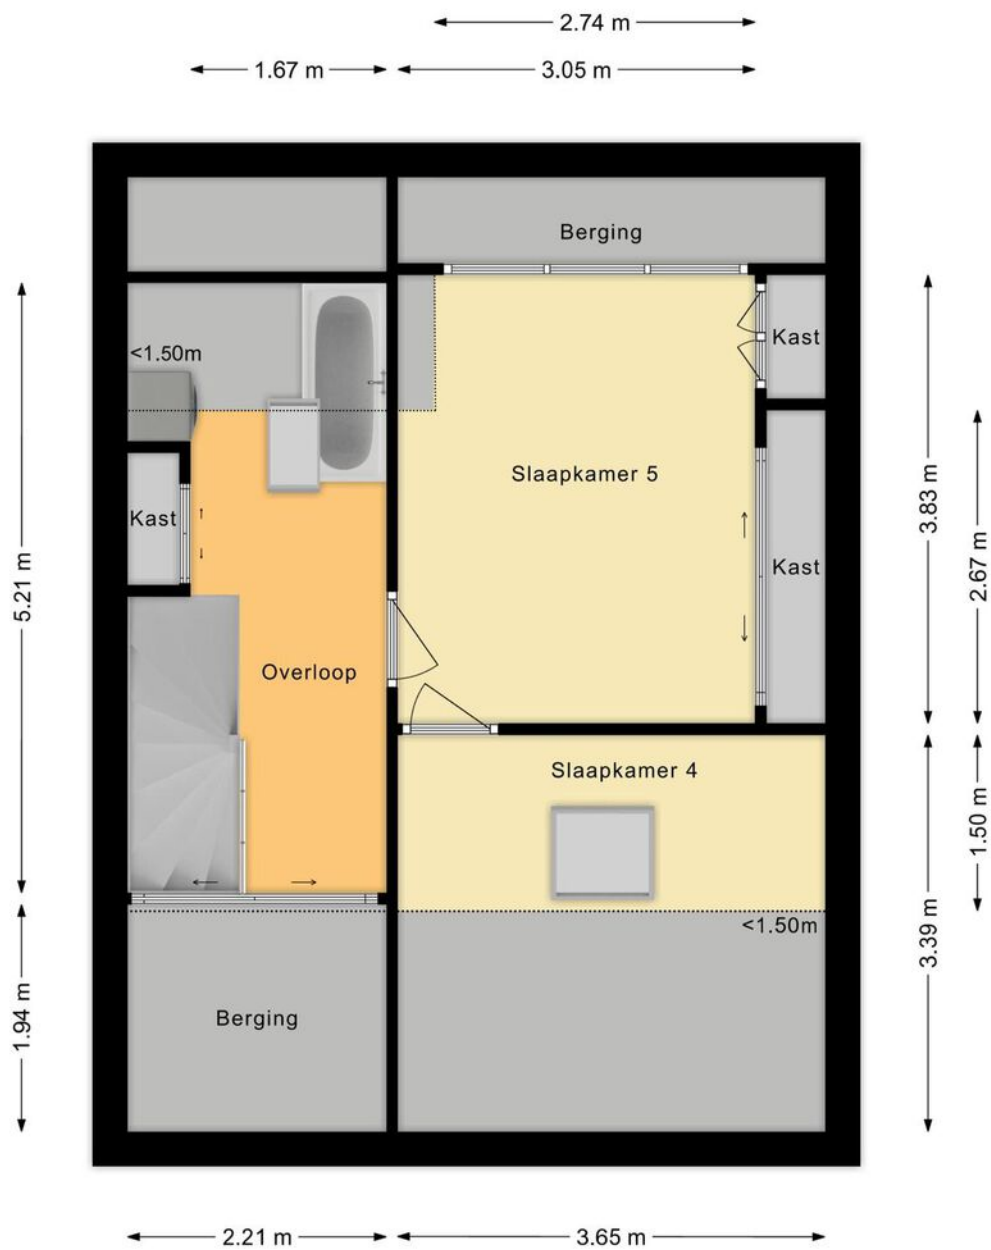 2.74 m
1.67 m
3.05 m
Berging
<1.50m
Kast
Slaapkamer 5
Kast
Kast
Overloop
Slaapkamer 4
<1.50m
Berging
5.21 m
1.94 m
3.83 m
2.67 m
1.50 m
3.39 m
2.21 m
3.65 m